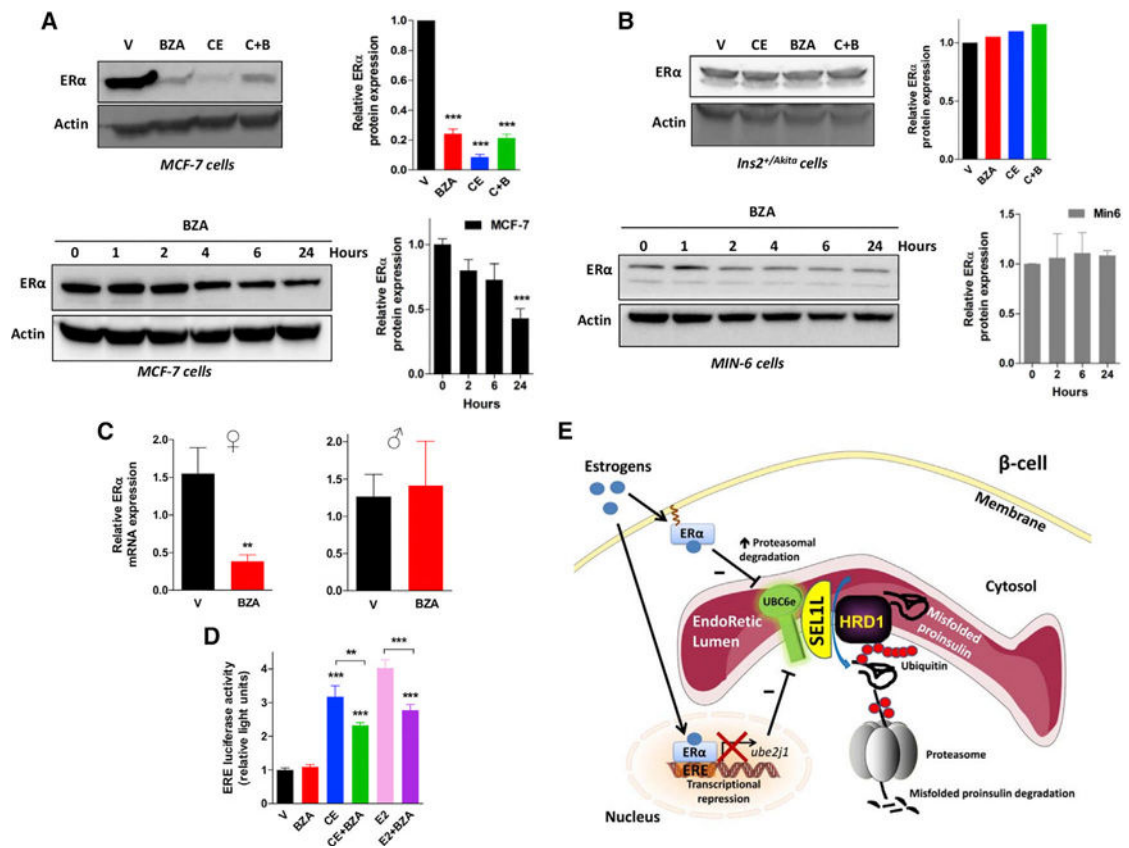 A
V BZA CE C+B
ERα
Actin
MCF-7 cells
Relative ERα
protein expression
1.0
0.8
0.6
0.4
0.2
0.0
***
***
***
V
BZA
CE
C+B
BZA
0 1 2 4 6 24 Hours
ERα
Actin
MCF-7 cells
MCF-7
Relative ERα
protein expression
1.0
0.5
0.0
***
0 2 6 24
Hours
B
V CE BZA C+B
ERα
Actin
Ins2+/Akita cells
Relative ERα
protein expression
1.0
0.5
0.0
V
BZA
CE
C+B
BZA
0 1 2 4 6 24 Hours
ERα
Actin
MIN-6 cells
Min6
Relative ERα
protein expression
1.5
1.0
0.5
0.0
0 2 6 24
Hours
C
♀
Relative ERα
mRNA expression
2.0
1.5
1.0
0.5
0.0
**
V BZA
♂
2.0
1.5
1.0
0.5
0.0
V BZA
D
ERE luciferase activity
(relative light units)
4
3
2
1
0
***
**
***
***
***
V
BZA
CE
CE+BZA
E2
E2+BZA
E
Estrogens
β-cell
Membrane
ERα
Proteasomal
degradation
–
Cytosol
UBC6e
SEL1L
HRD1
EndoRetic
Lumen
Misfolded
proinsulin
Ubiquitin
–
ERα
ube2j1
ERE
Transcriptional
repression
Proteasome
Misfolded proinsulin degradation
Nucleus